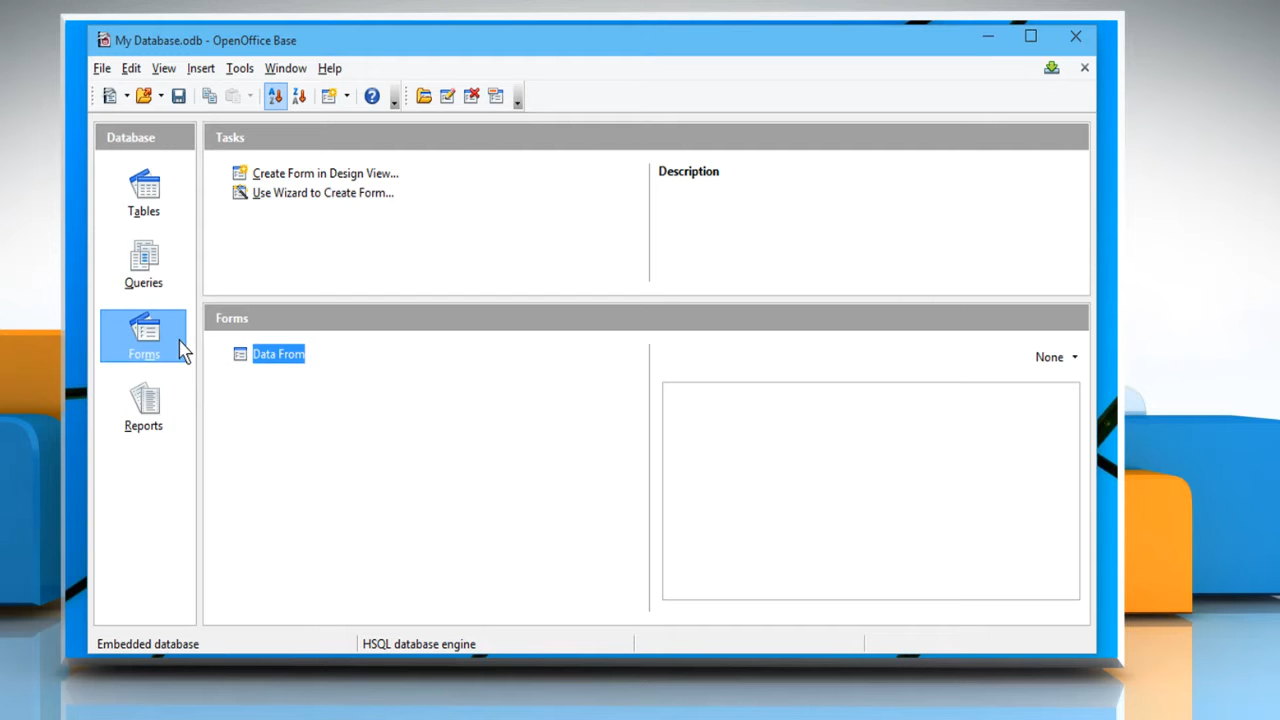 My Database.odb - OpenOffice Base
File Edit View Insert Tools Window Help
Database
Tables
Queries
Forms
Reports
Tasks
Create Form in Design View...
Use Wizard to Create Form...
Description
Forms
Data From
None
Embedded database
HSQL database engine